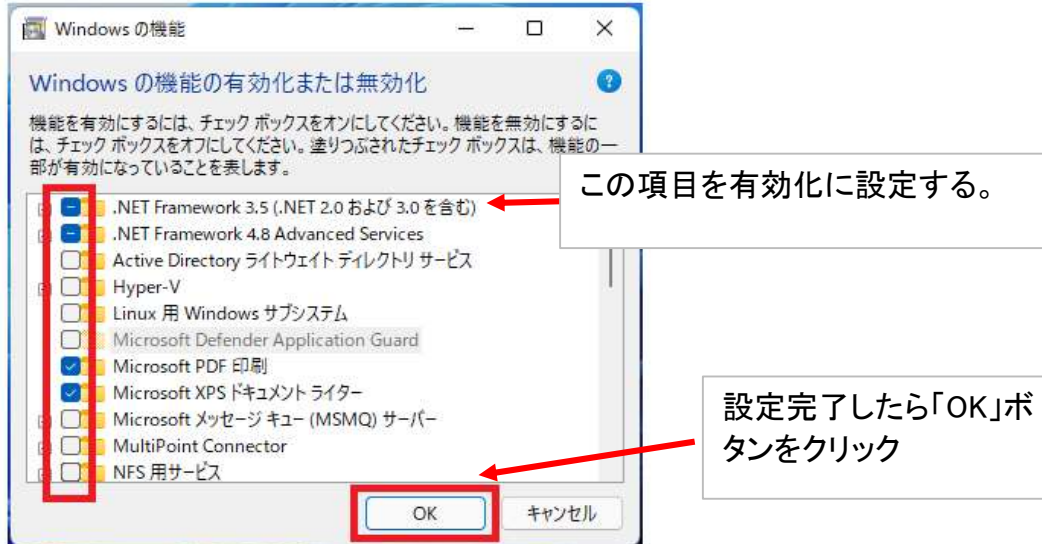 Windows の機能
Windows の機能の有効化または無効化
機能を有効にするには、チェック ボックスをオンにしてください。機能を無効にするに
は、チェック ボックスをオフにしてください。塗りつぶされたチェック ボックスは、機能の一
部が有効になっていることを表します。
この項目を有効化に設定する。
.NET Framework 3.5 (.NET 2.0 および 3.0 を含む)
.NET Framework 4.8 Advanced Services
Active Directory ライトウェイト ディレクトリ サービス
Hyper-V
Linux 用 Windows サブシステム
Microsoft Defender Application Guard
Microsoft PDF 印刷
Microsoft XPS ドキュメント ライター
Microsoft メッセージ キュー (MSMQ) サーバー
MultiPoint Connector
NFS 用サービス
設定完了したら「OK」ボ
タンをクリック
OK
キャンセル